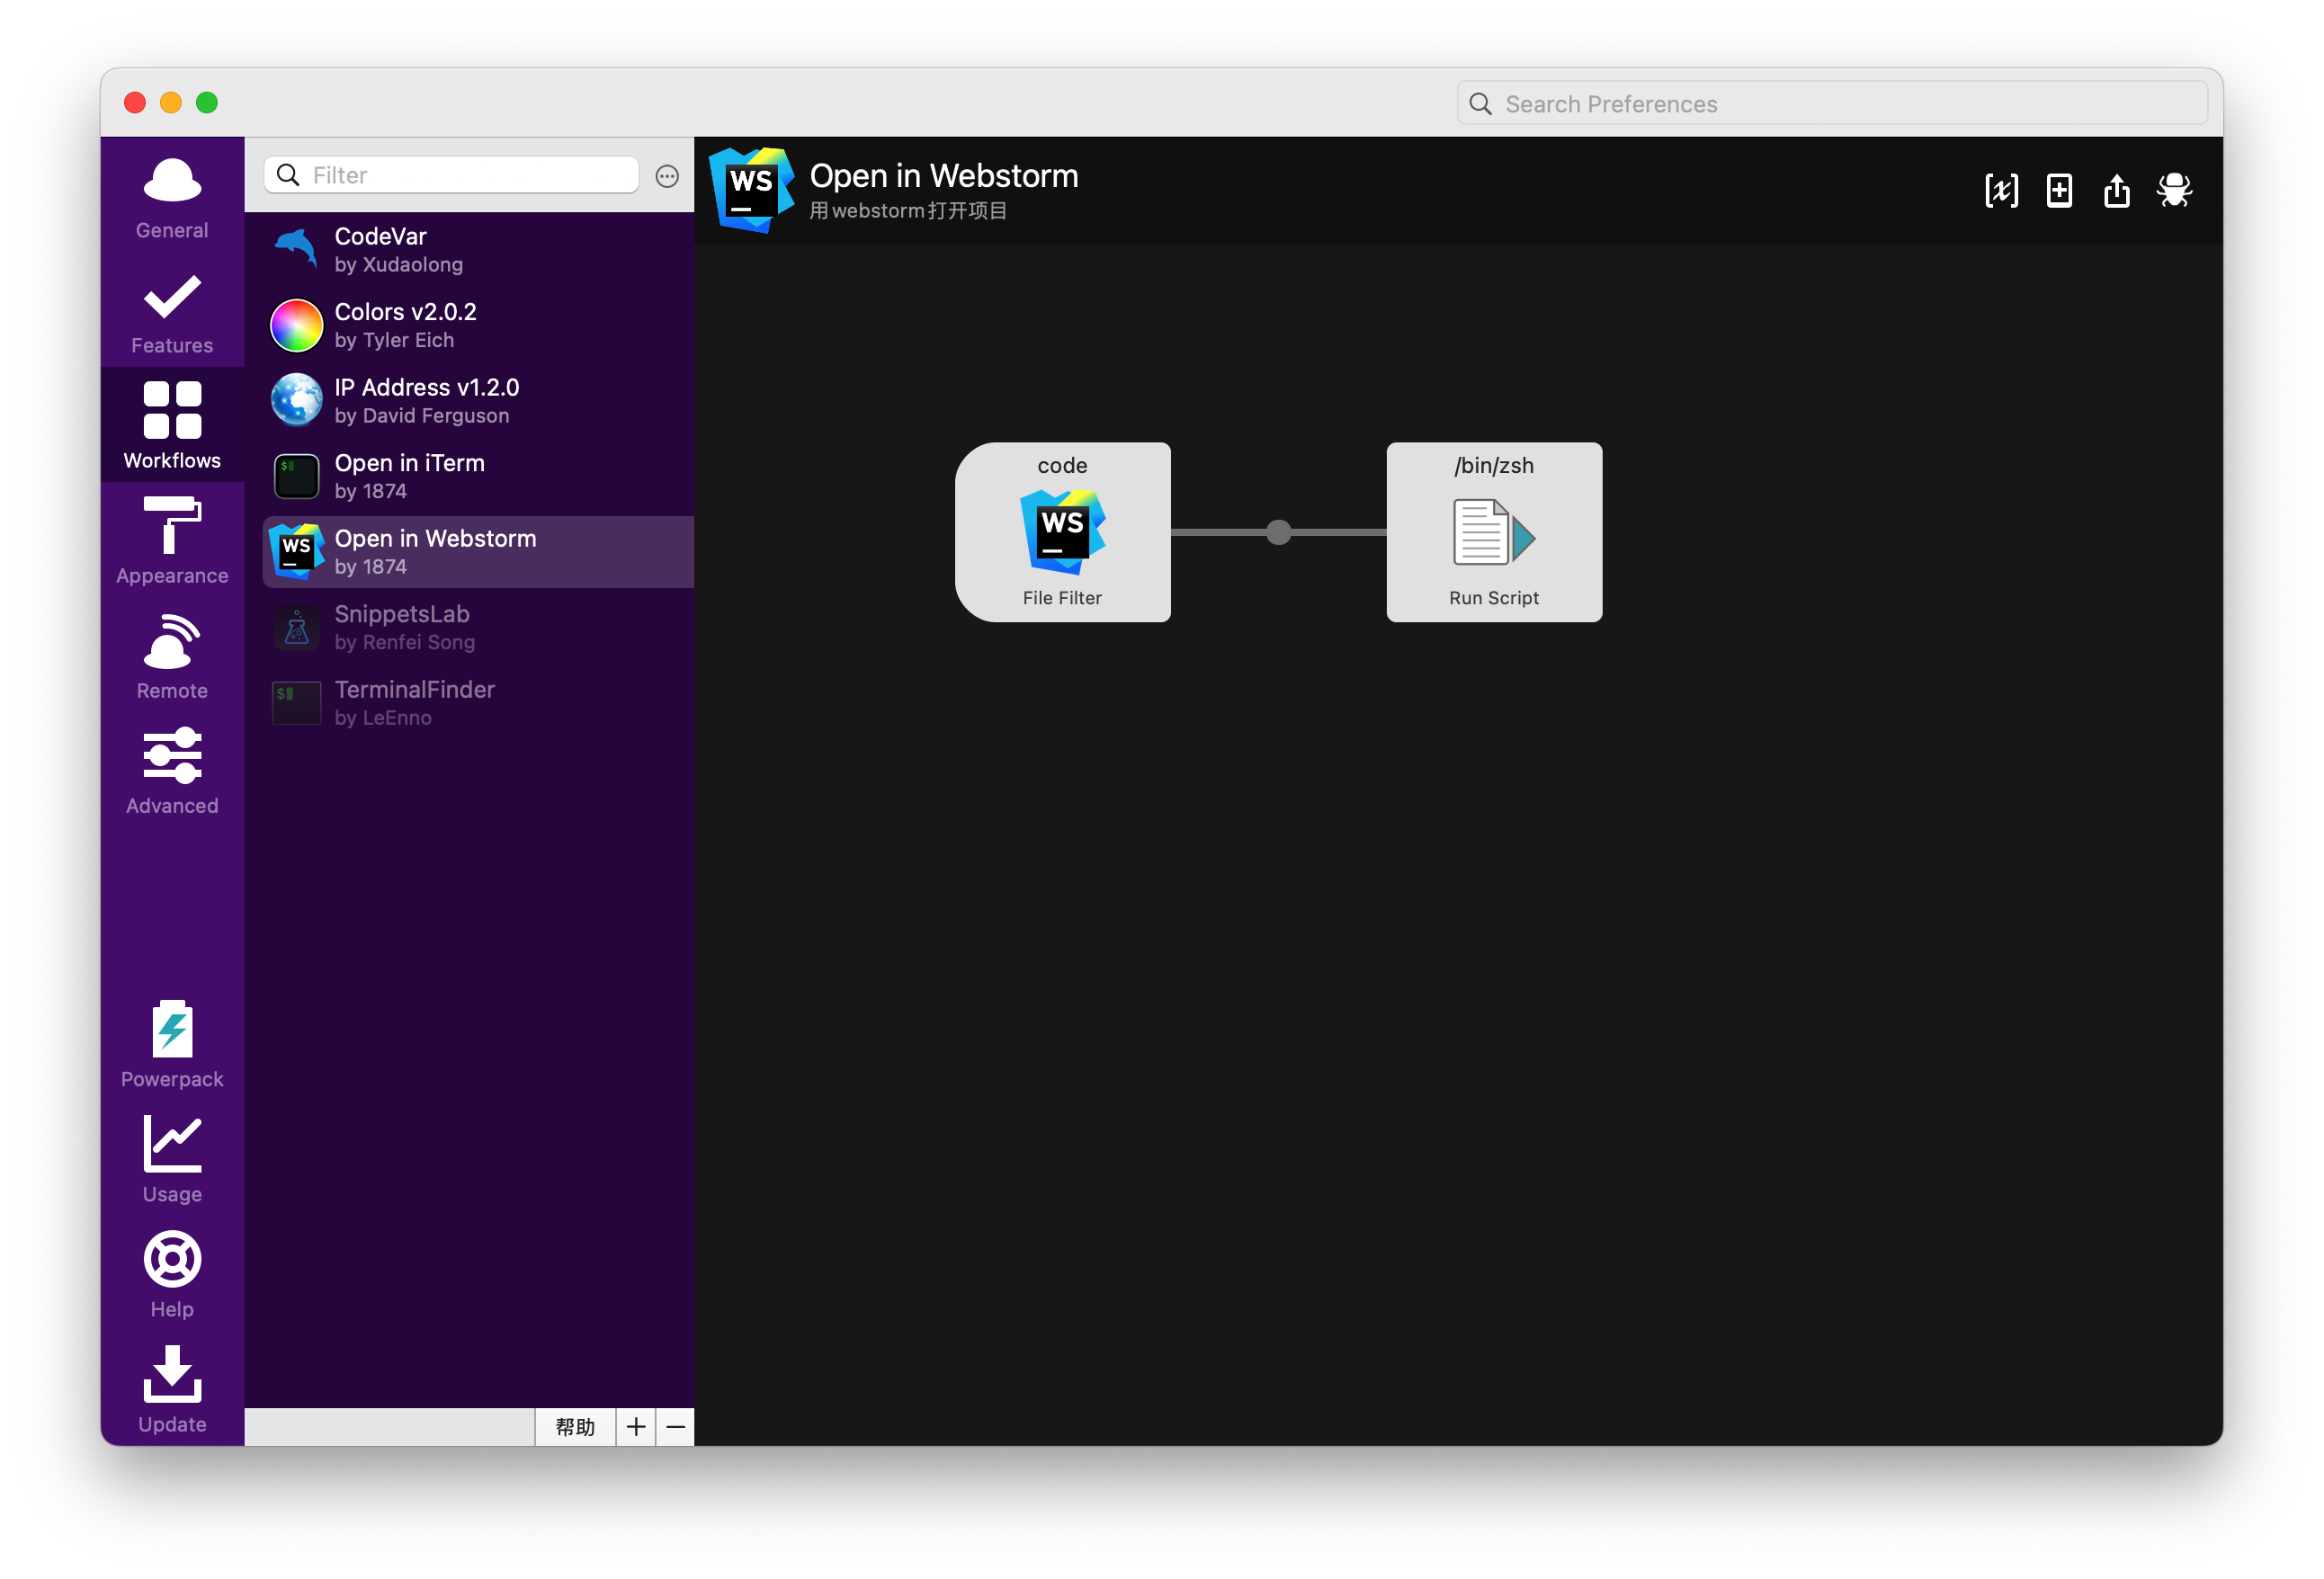 Search Preferences
General
Features
Workflows
Appearance
Remote
Advanced
Powerpack
Usage
Help
Update
Filter
CodeVar
by Xudaolong
Colors v2.0.2
by Tyler Eich
IP Address v1.2.0
by David Ferguson
$
Open in iTerm
by 1874
WS
Open in Webstorm
by 1874
SnippetsLab
by Renfei Song
$
TerminalFinder
by LeEnno
帮助
WS
Open in Webstorm
用webstorm打开项目
[x]
code
WS
File Filter
/bin/zsh
Run Script